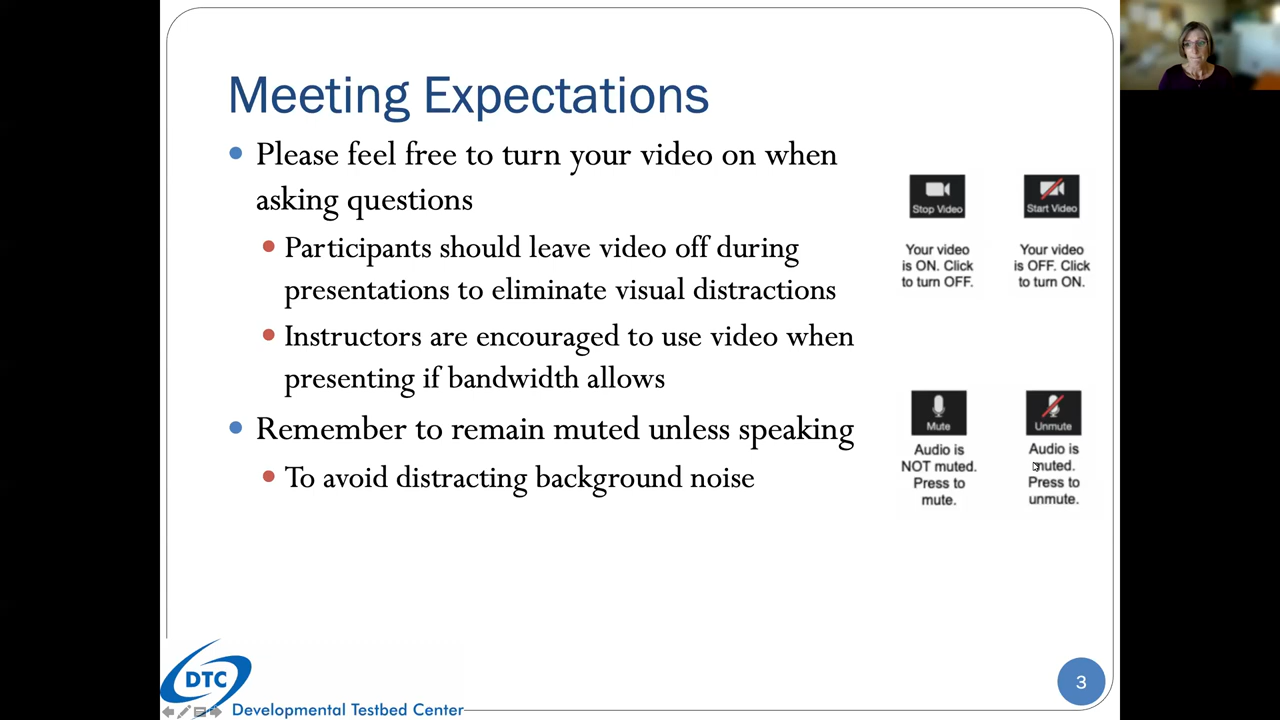 Meeting Expectations
Please feel free to turn your video on when
asking questions
Participants should leave video off during
presentations to eliminate visual distractions
Instructors are encouraged to use video when
presenting if bandwidth allows
Remember to remain muted unless speaking
To avoid distracting background noise
Stop Video
Start Video
Your video
is ON. Click
to turn OFF.
Your video
is OFF. Click
to turn ON.
Mute
Unmute
Audio is
NOT muted.
Press to
mute.
Audio is
muted.
Press to
unmute.
DTC
Developmental Testbed Center
3